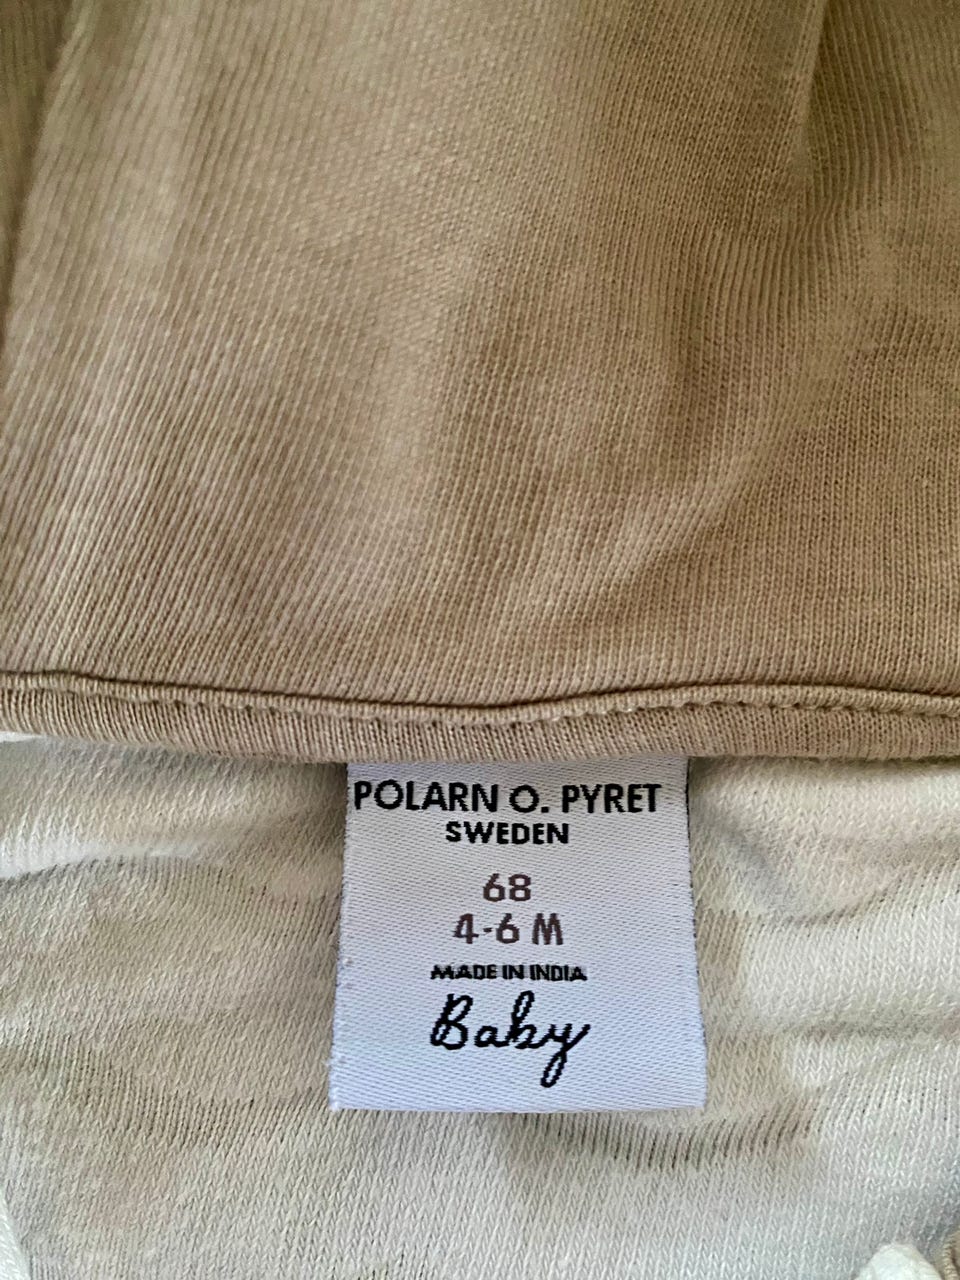 POLARN O. PYRET
SWEDEN
68
4-6 M
MADE IN INDIA
Baby